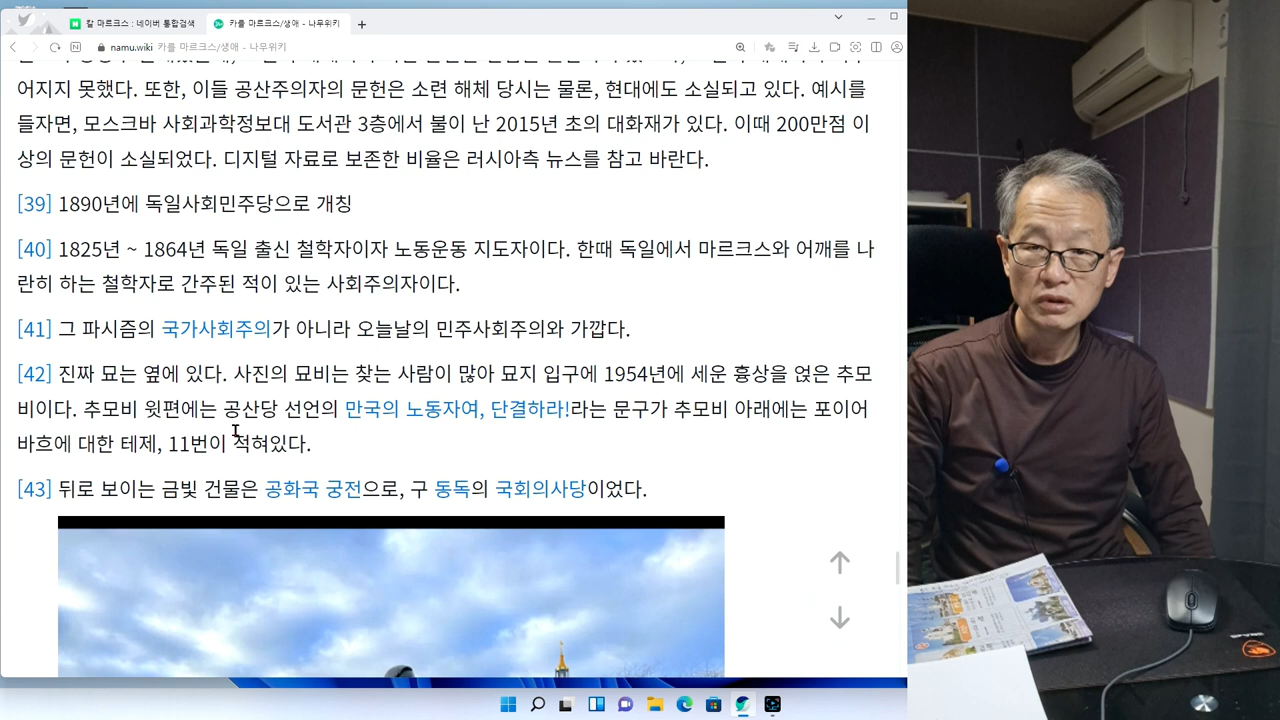 칼 마르크스 : 네이버 통합검색
카를 마르크스/생애 - 나무위키
namu.wiki 카를 마르크스/생애 - 나무위키
어지지 못했다. 또한, 이들 공산주의자의 문헌은 소련 해체 당시는 물론, 현대에도 소실되고 있다. 예시를
들자면, 모스크바 사회과학정보대 도서관 3층에서 불이 난 2015년 초의 대화재가 있다. 이때 200만점 이
상의 문헌이 소실되었다. 디지털 자료로 보존한 비율은 러시아측 뉴스를 참고 바란다.
[39] 1890년에 독일사회민주당으로 개칭
[40] 1825년 ~ 1864년 독일 출신 철학자이자 노동운동 지도자이다. 한때 독일에서 마르크스와 어깨를 나
란히 하는 철학자로 간주된 적이 있는 사회주의자이다.
[41] 그 파시즘의 국가사회주의가 아니라 오늘날의 민주사회주의와 가깝다.
[42] 진짜 묘는 옆에 있다. 사진의 묘비는 찾는 사람이 많아 묘지 입구에 1954년에 세운 흉상을 얹은 추모
비이다. 추모비 윗편에는 공산당 선언의 만국의 노동자여, 단결하라!라는 문구가 추모비 아래에는 포이어
바흐에 대한 테제, 11번이 적혀있다.
[43] 뒤로 보이는 금빛 건물은 공화국 궁전으로, 구 동독의 국회의사당이었다.